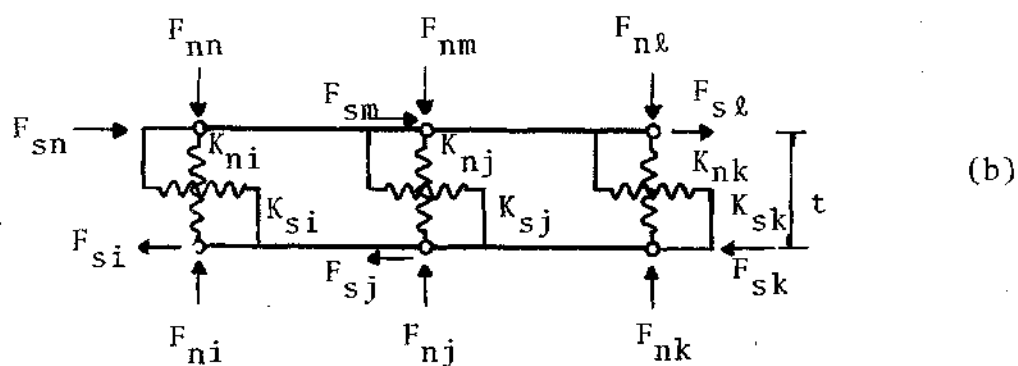 F_nn F_nm F_nℓ
F_sn F_sm F_sℓ
K_ni K_nj K_nk
(b)
K_si K_sj K_sk t
F_si F_sj F_sk
F_ni F_nj F_nk